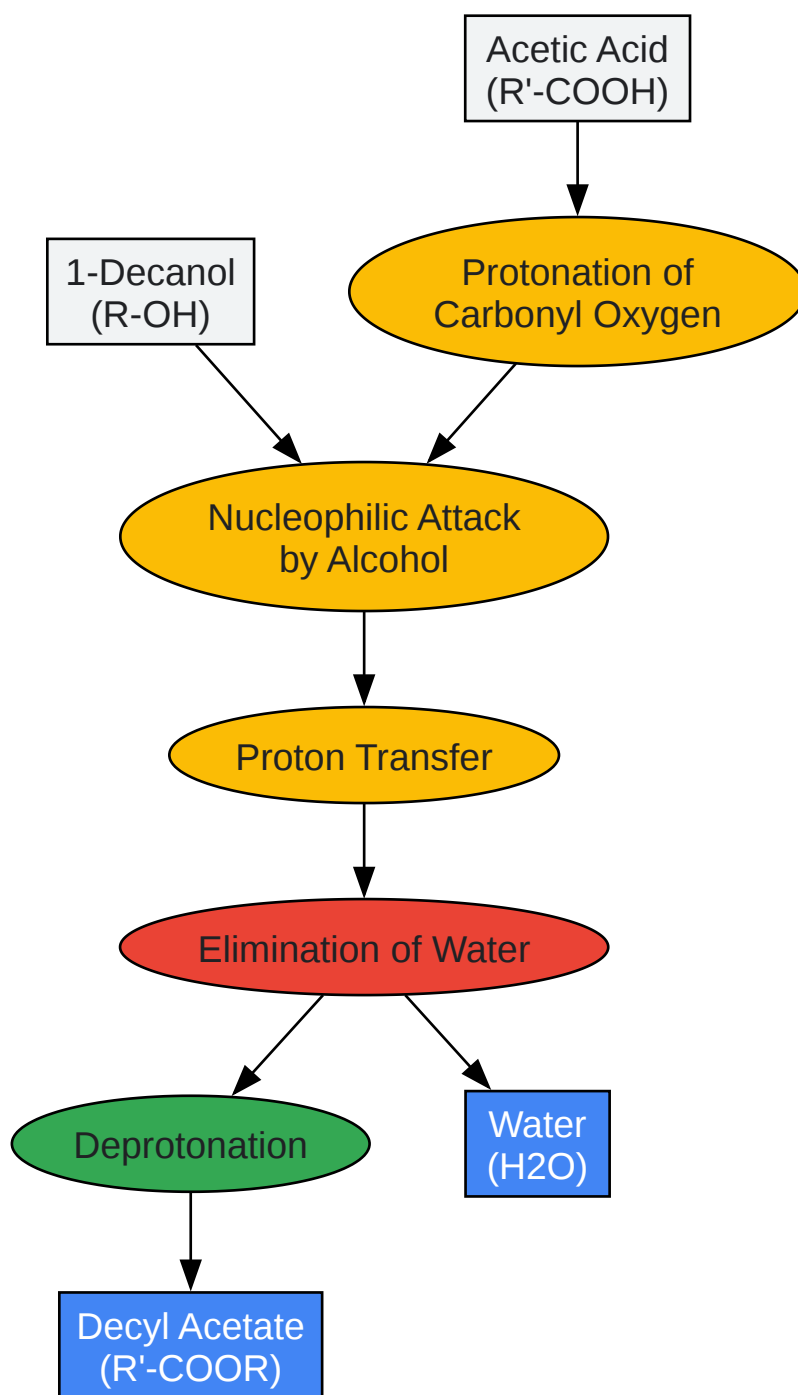 Acetic Acid
(R'-COOH)
1-Decanol
(R-OH)
Protonation of
Carbonyl Oxygen
Nucleophilic Attack
by Alcohol
Proton Transfer
Elimination of Water
Deprotonation
Water
(H2O)
Decyl Acetate
(R'-COOR)